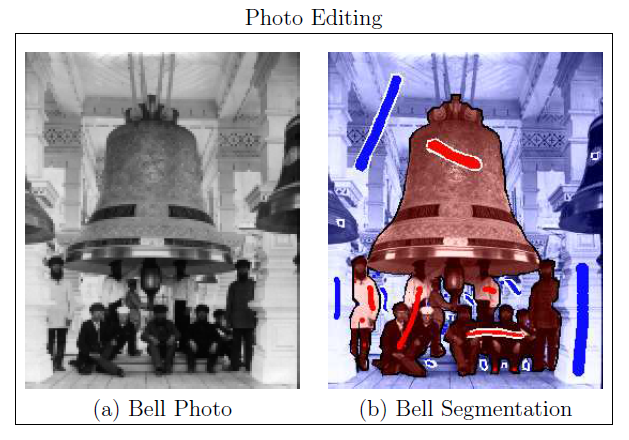 Photo Editing
(a) Bell Photo
(b) Bell Segmentation